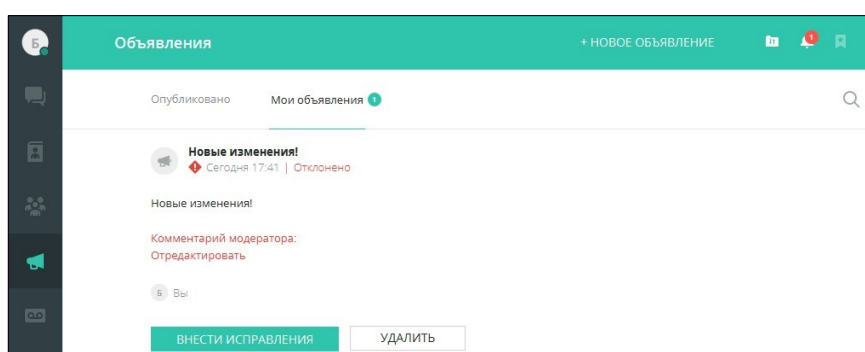 Б
Объявления
+ НОВОЕ ОБЪЯВЛЕНИЕ
1
Опубликовано
Мои объявления 1
Новые изменения!
Сегодня 17:41 | Отклонено
Новые изменения!
Комментарий модератора:
Отредактировать
Б Вы
ВНЕСТИ ИСПРАВЛЕНИЯ
УДАЛИТЬ